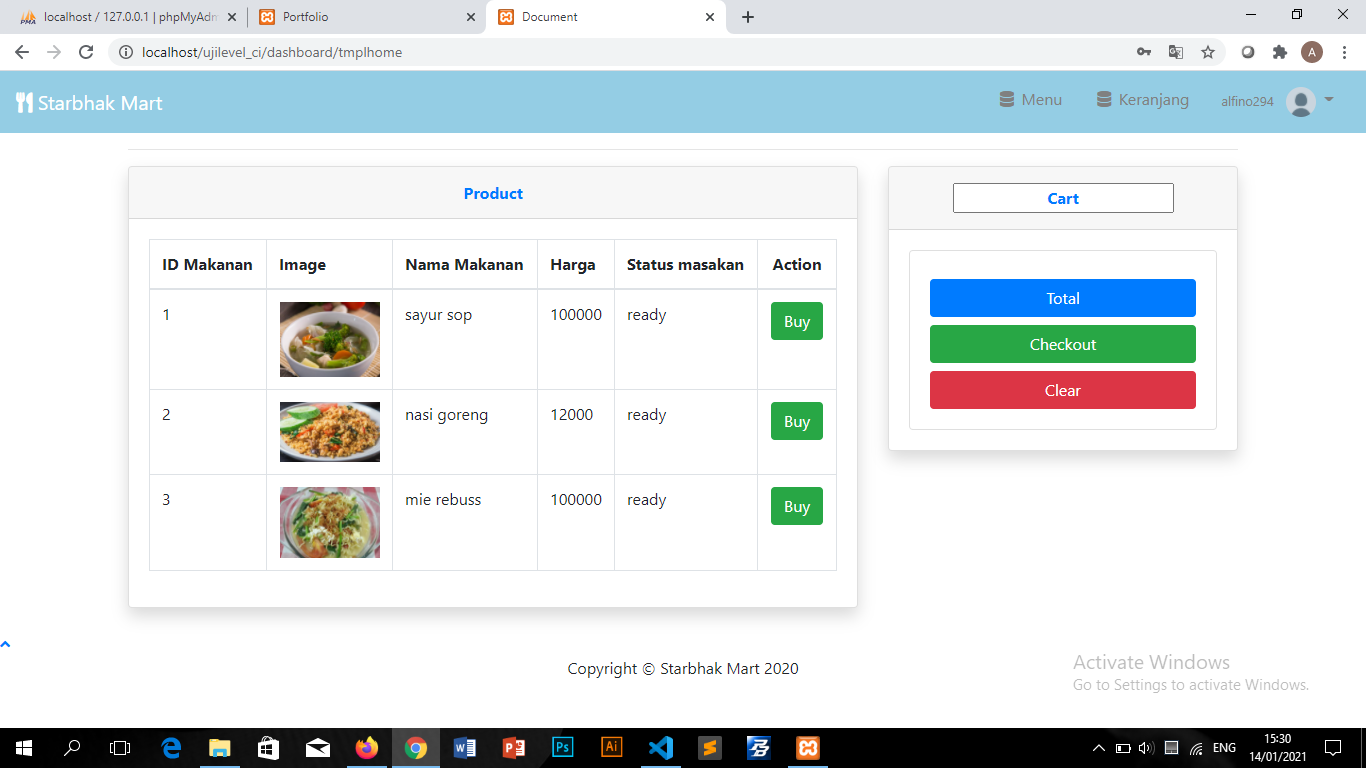 localhost / 127.0.0.1 | phpMyAdm
Portfolio
Document
localhost/ujilevel_ci/dashboard/tmplhome
A
Starbhak Mart
Menu
Keranjang
alfino294
Product
Cart
ID Makanan Image Nama Makanan Harga Status masakan Action
1 sayur sop 100000 ready Buy
2 nasi goreng 12000 ready Buy
3 mie rebuss 100000 ready Buy
Total
Checkout
Clear
Copyright © Starbhak Mart 2020
Activate Windows
Go to Settings to activate Windows.
ENG
15:30
14/01/2021